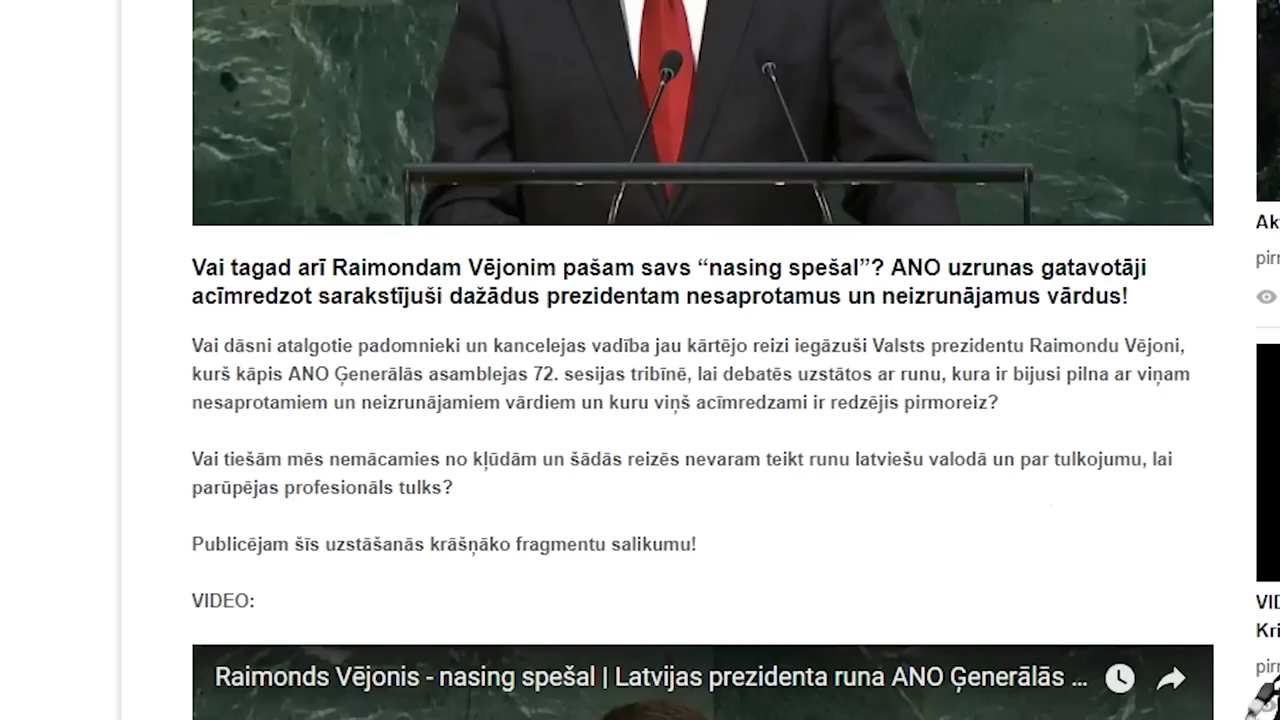 Vai tagad arī Raimondam Vējonim pašam savs “nasing spešal”? ANO uzrunas gatavotāji
acīmredzot sarakstījuši dažādus prezidentam nesaprotamus un neizrunājamus vārdus!
Vai dāsni atalgotie padomnieki un kancelejas vadība jau kārtējo reizi iegāzuši Valsts prezidentu Raimondu Vējoni,
kurš kāpis ANO Ģenerālās asamblejas 72. sesijas tribīnē, lai debatēs uzstātos ar runu, kura ir bijusi pilna ar viņam
nesaprotamiem un neizrunājamiem vārdiem un kuru viņš acīmredzami ir redzējis pirmoreiz?
Vai tiešām mēs nemācamies no kļūdām un šādās reizēs nevaram teikt runu latviešu valodā un par tulkojumu, lai
parūpējas profesionāls tulks?
Publicējam šīs uzstāšanās krāšņāko fragmentu salikumu!
VIDEO:
Raimonds Vējonis - nasing spešal | Latvijas prezidenta runa ANO Ģenerālās ...